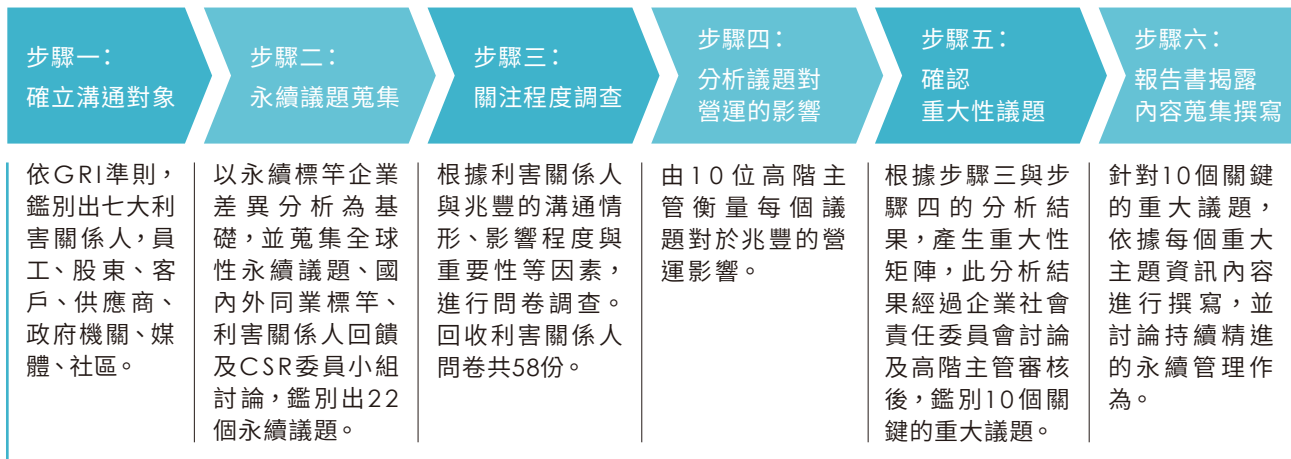 步驟一：
確立溝通對象
依GRI準則，
鑑別出七大利
害關係人，員
工、股東、客
戶、供應商、
政府機關、媒
體、社區。
步驟二：
永續議題蒐集
以永續標竿企業
差異分析為基
礎，並蒐集全球
性永續議題、國
內外同業標竿、
利害關係人回饋
及CSR委員小組
討論，鑑別出22
個永續議題。
步驟三：
關注程度調查
根據利害關係人
與兆豐的溝通情
形、影響程度與
重要性等因素，
進行問卷調查。
回收利害關係人
問卷共58份。
步驟四：
分析議題對
營運的影響
由10位高階主
管衡量每個議
題對於兆豐的營
運影響。
步驟五：
確認
重大性議題
根據步驟三與步
驟四的分析結
果，產生重大性
矩陣，此分析結
果經過企業社會
責任委員會討論
及高階主管審核
後，鑑別10個關
鍵的重大議題。
步驟六：
報告書揭露
內容蒐集撰寫
針對10個關鍵
的重大議題，
依據每個重大
主題資訊內容
進行撰寫，並
討論持續精進
的永續管理作
為。